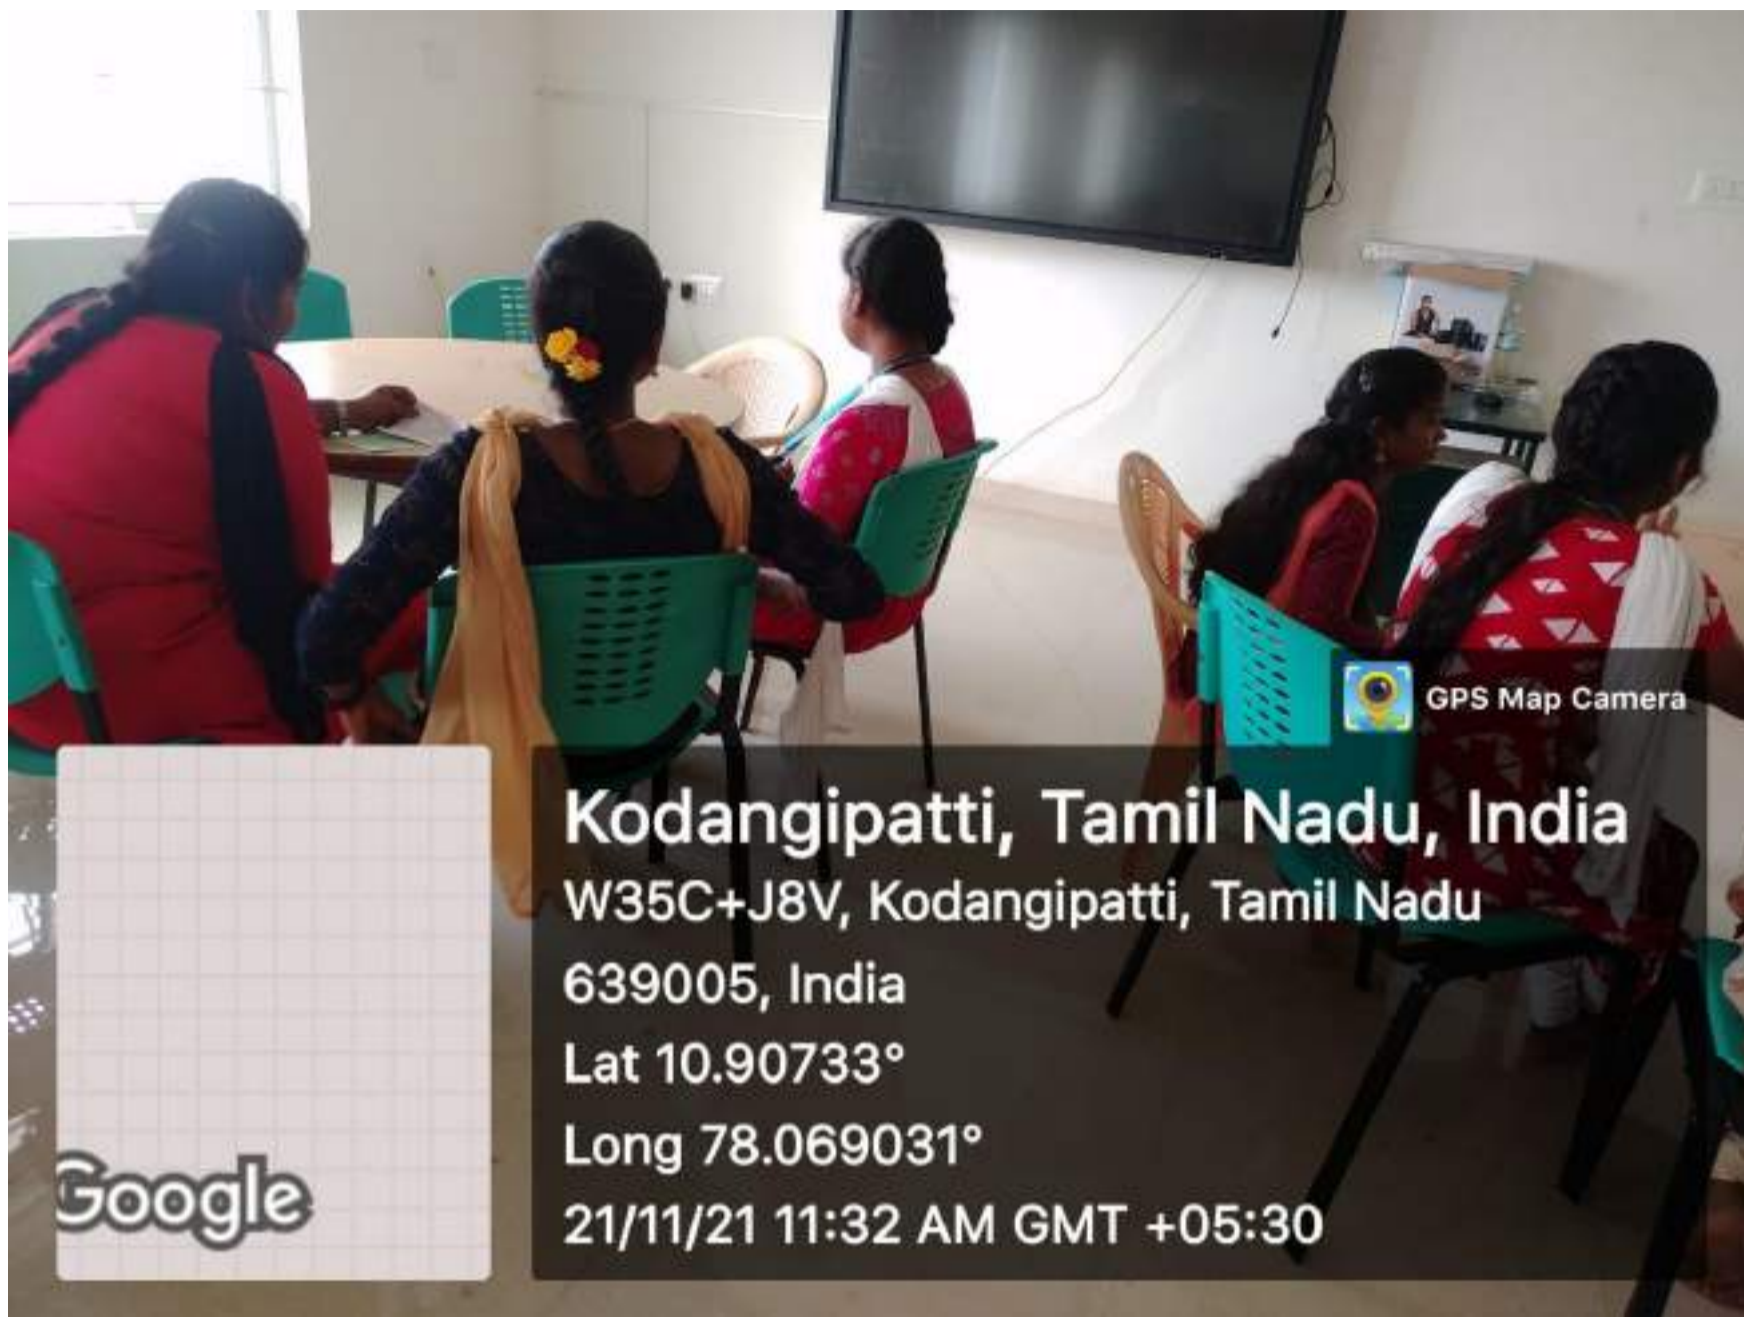 GPS Map Camera
Kodangipatti, Tamil Nadu, India
W35C+J8V, Kodangipatti, Tamil Nadu
639005, India
Lat 10.90733°
Long 78.069031°
21/11/21 11:32 AM GMT +05:30
Google